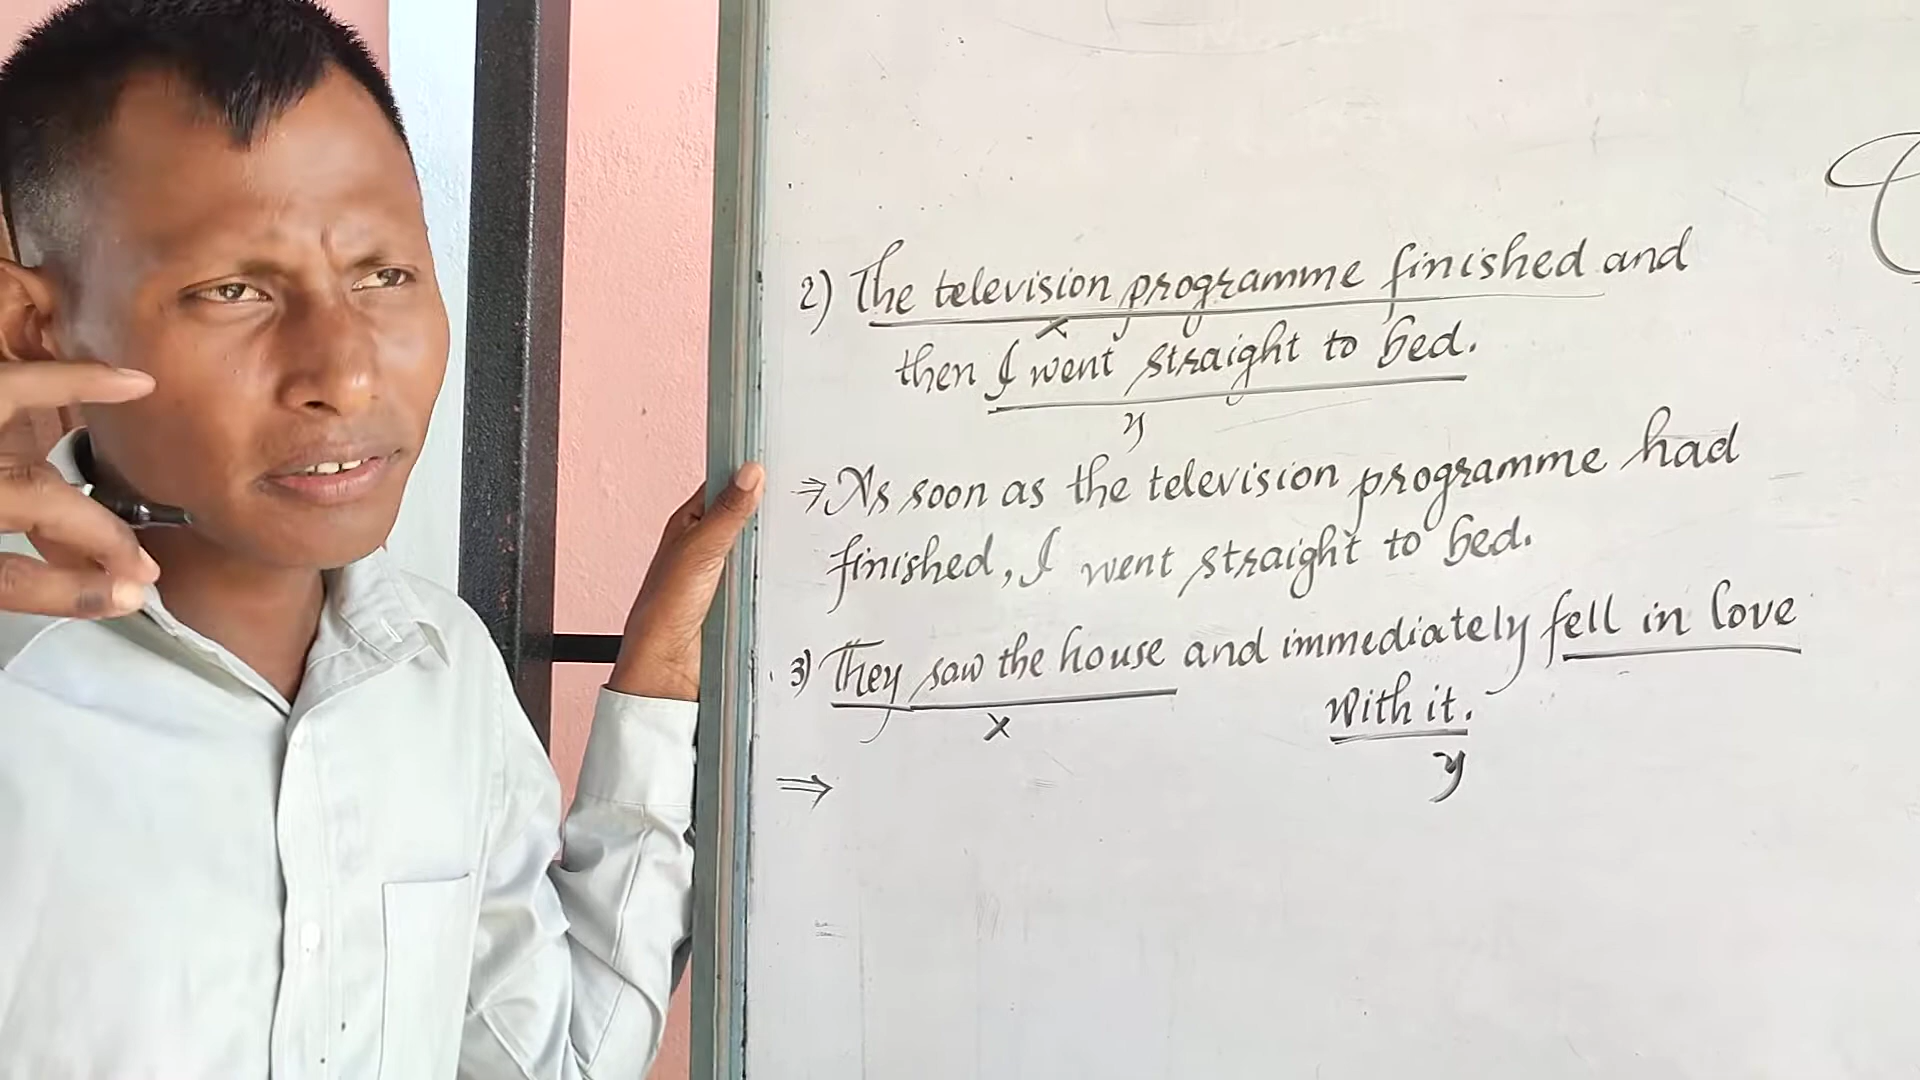 2) The television programme finished and
x
then I went straight to bed.
y
⇒ As soon as the television programme had
finished, I went straight to bed.
3) They saw the house and immediately fell in love
with it.
x
y
⇒